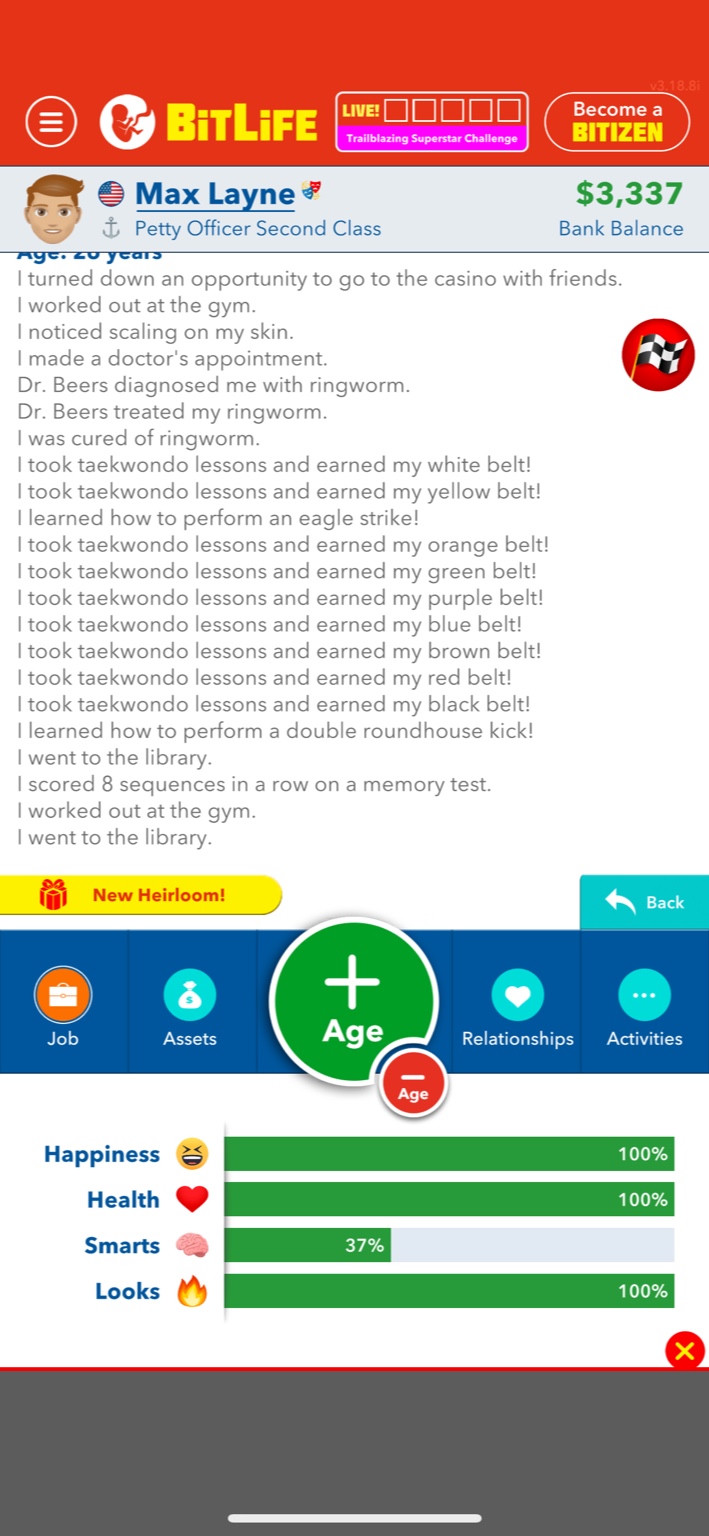 v3.18.8i
BITLIFE
LIVE!
Trailblazing Superstar Challenge
Become a
BITIZEN
Max Layne
$3,337
Petty Officer Second Class
Bank Balance
Age: 26 years
I turned down an opportunity to go to the casino with friends.
I worked out at the gym.
I noticed scaling on my skin.
I made a doctor's appointment.
Dr. Beers diagnosed me with ringworm.
Dr. Beers treated my ringworm.
I was cured of ringworm.
I took taekwondo lessons and earned my white belt!
I took taekwondo lessons and earned my yellow belt!
I learned how to perform an eagle strike!
I took taekwondo lessons and earned my orange belt!
I took taekwondo lessons and earned my green belt!
I took taekwondo lessons and earned my purple belt!
I took taekwondo lessons and earned my blue belt!
I took taekwondo lessons and earned my brown belt!
I took taekwondo lessons and earned my red belt!
I took taekwondo lessons and earned my black belt!
I learned how to perform a double roundhouse kick!
I went to the library.
I scored 8 sequences in a row on a memory test.
I worked out at the gym.
I went to the library.
New Heirloom!
Back
Job
Assets
Age
Relationships
Activities
Age
Happiness 100%
Health 100%
Smarts 37%
Looks 100%